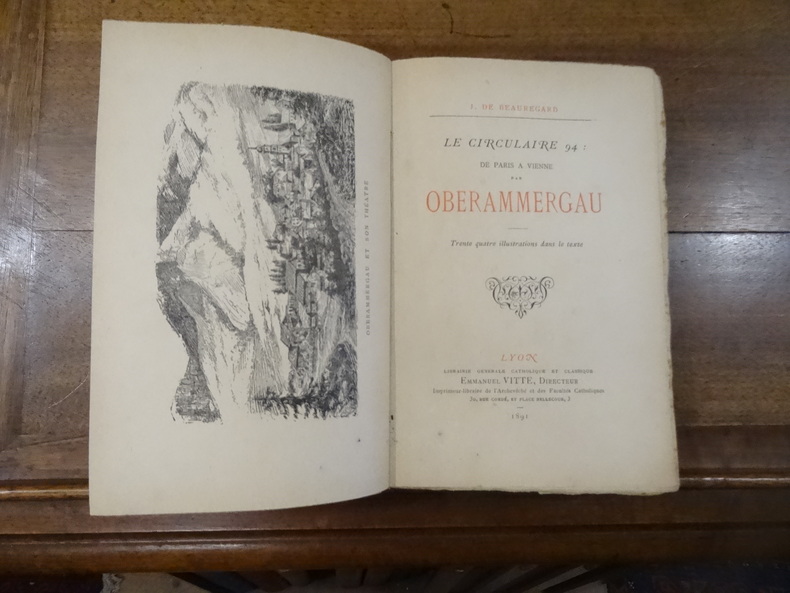 OBERAMMERGAU ET SON THÉATRE
J. DE BEAUREGARD
LE CIRCULAIRE 94 :
DE PARIS A VIENNE
PAR
OBERAMMERGAU
Trente quatre illustrations dans le texte
LYON
LIBRAIRIE GÉNÉRALE CATHOLIQUE ET CLASSIQUE
EMMANUEL VITTE, DIRECTEUR
Imprimeur-libraire de l'Archevêché et des Facultés Catholiques
30, RUE CONDÉ, ET PLACE BELLECOUR, 3
1891